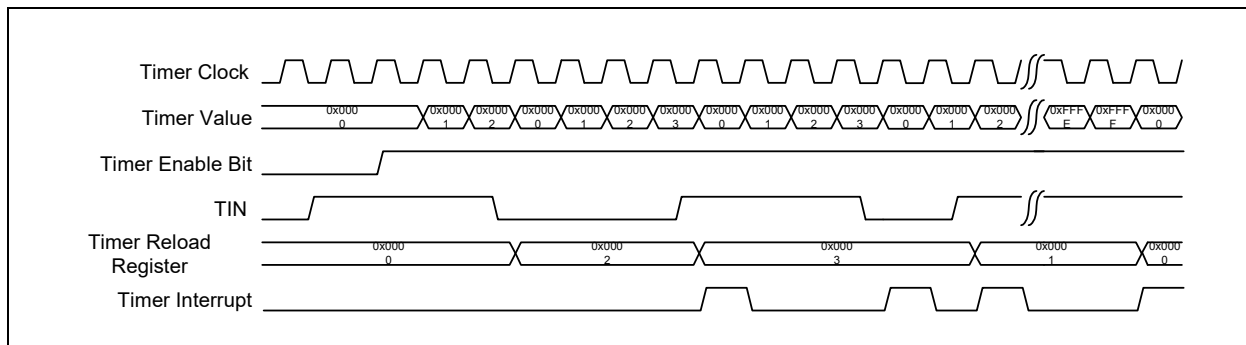 Timer Clock
Timer Value
0x000
0
0x000
1
0x000
2
0x000
0
0x000
1
0x000
2
0x000
3
0x000
0
0x000
1
0x000
2
0x000
3
0x000
0
0x000
1
0x000
2
0xFFF
E
0xFFF
F
0x000
0
Timer Enable Bit
TIN
Timer Reload
Register
0x000
0
0x000
2
0x000
3
0x000
1
0x000
0
Timer Interrupt